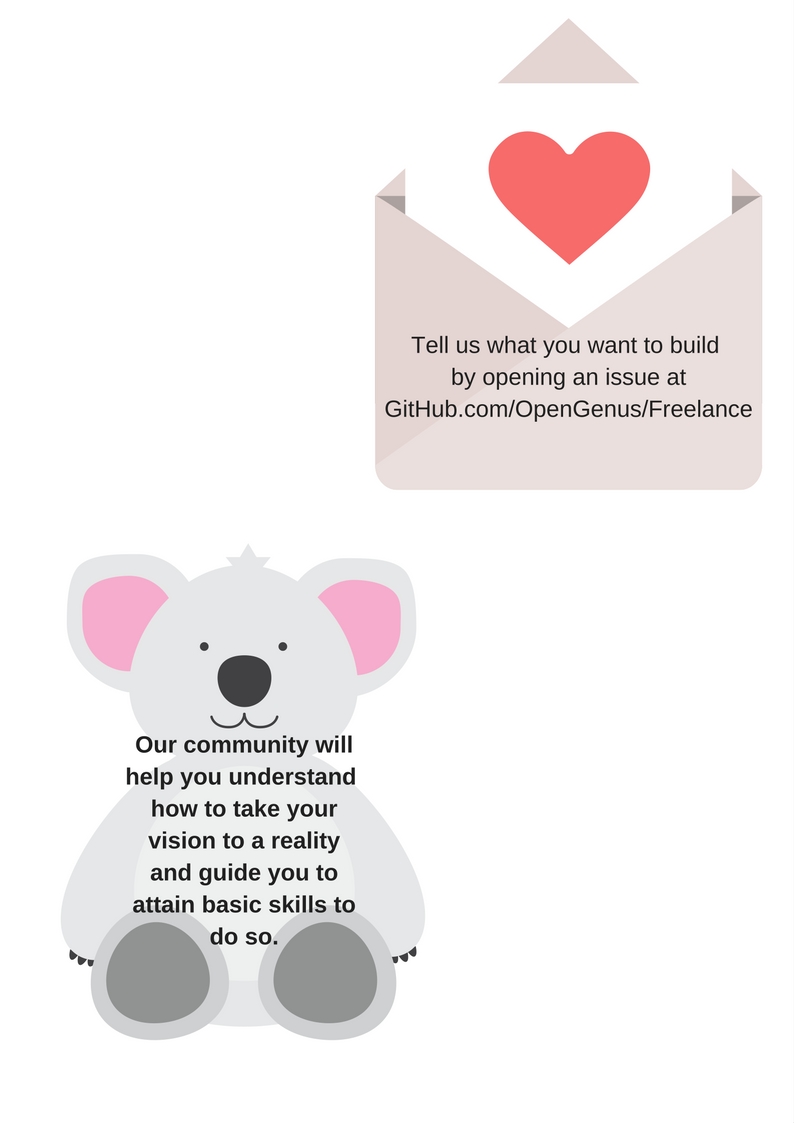 Tell us what you want to build
by opening an issue at
GitHub.com/OpenGenus/Freelance
Our community will
help you understand
how to take your
vision to a reality
and guide you to
attain basic skills to
do so.